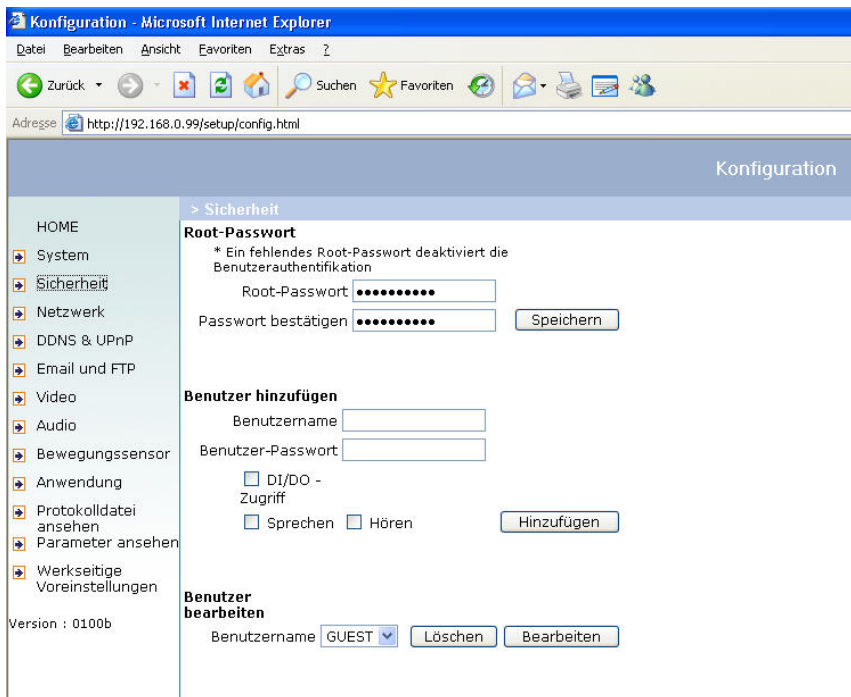 Konfiguration - Microsoft Internet Explorer
Datei Bearbeiten Ansicht Favoriten Extras ?
Zurück Suchen Favoriten
Adresse http://192.168.0.99/setup/config.html
Konfiguration
> Sicherheit
HOME
System
Sicherheit
Netzwerk
DDNS & UPnP
Email und FTP
Video
Audio
Bewegungssensor
Anwendung
Protokolldatei
ansehen
Parameter ansehen
Werkseitige
Voreinstellungen
Version : 0100b
Root-Passwort
* Ein fehlendes Root-Passwort deaktiviert die
Benutzerauthentifikation
Root-Passwort ••••••••••
Passwort bestätigen •••••••••• Speichern
Benutzer hinzufügen
Benutzername
Benutzer-Passwort
DI/DO -
Zugriff
Sprechen Hören Hinzufügen
Benutzer
bearbeiten
Benutzername GUEST Löschen Bearbeiten